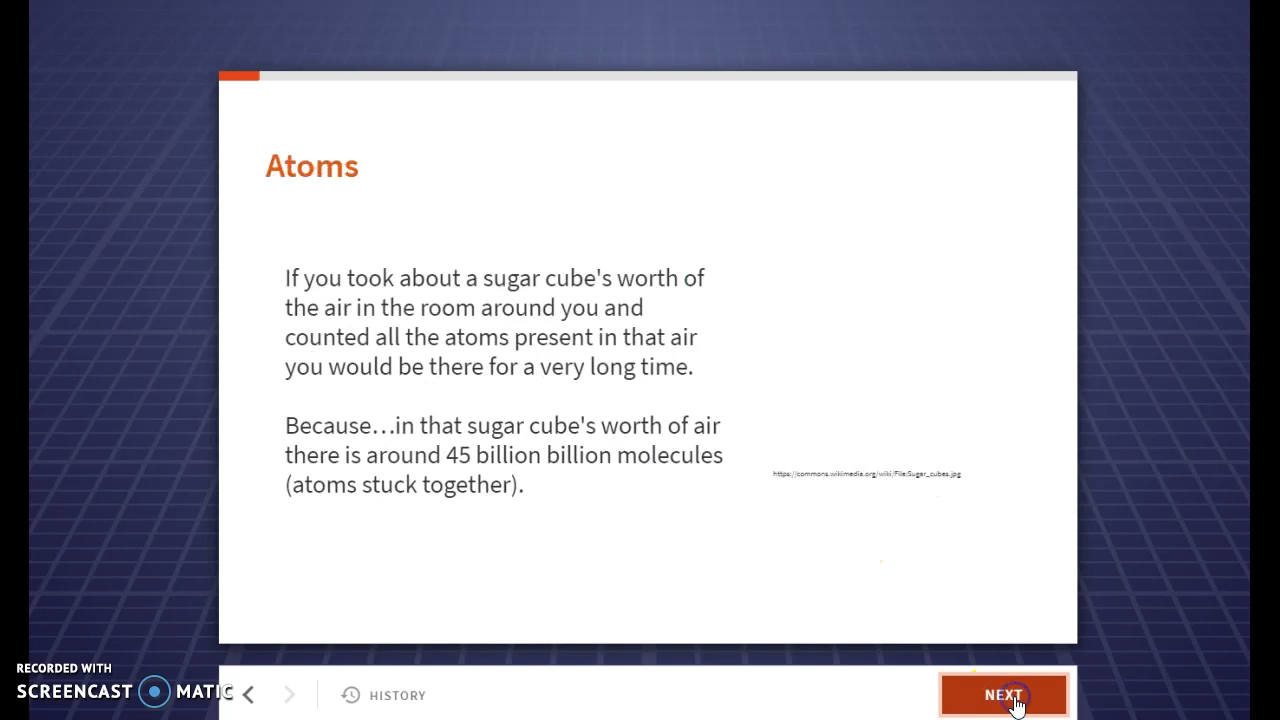 Atoms
If you took about a sugar cube's worth of
the air in the room around you and
counted all the atoms present in that air
you would be there for a very long time.
Because…in that sugar cube's worth of air
there is around 45 billion billion molecules
(atoms stuck together).
https://commons.wikimedia.org/wiki/File:Sugar_cubes.jpg
RECORDED WITH
SCREENCAST MATIC
HISTORY
NEXT